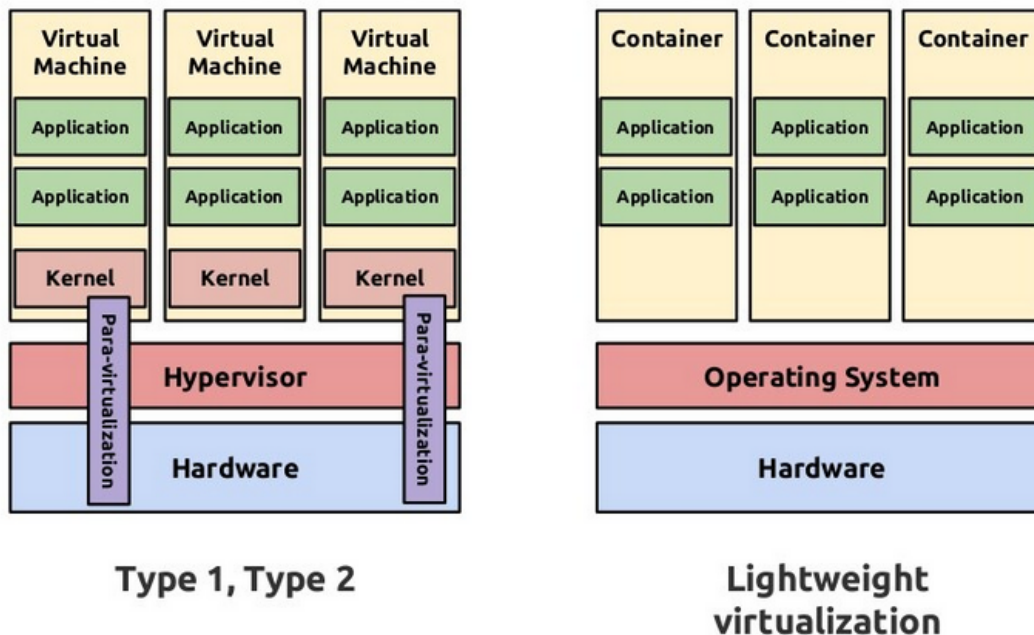 Virtual
Machine
Application
Application
Kernel
Virtual
Machine
Application
Application
Kernel
Virtual
Machine
Application
Application
Kernel
Para-virtualization
Para-virtualization
Hypervisor
Hardware
Type 1, Type 2
Container
Application
Application
Container
Application
Application
Container
Application
Application
Operating System
Hardware
Lightweight
virtualization